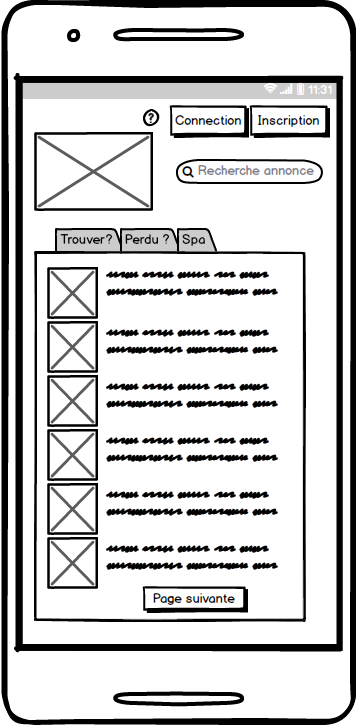 11:31
?
Connection
Inscription
Recherche annonce
Trouver?
Perdu ?
Spa
Page suivante